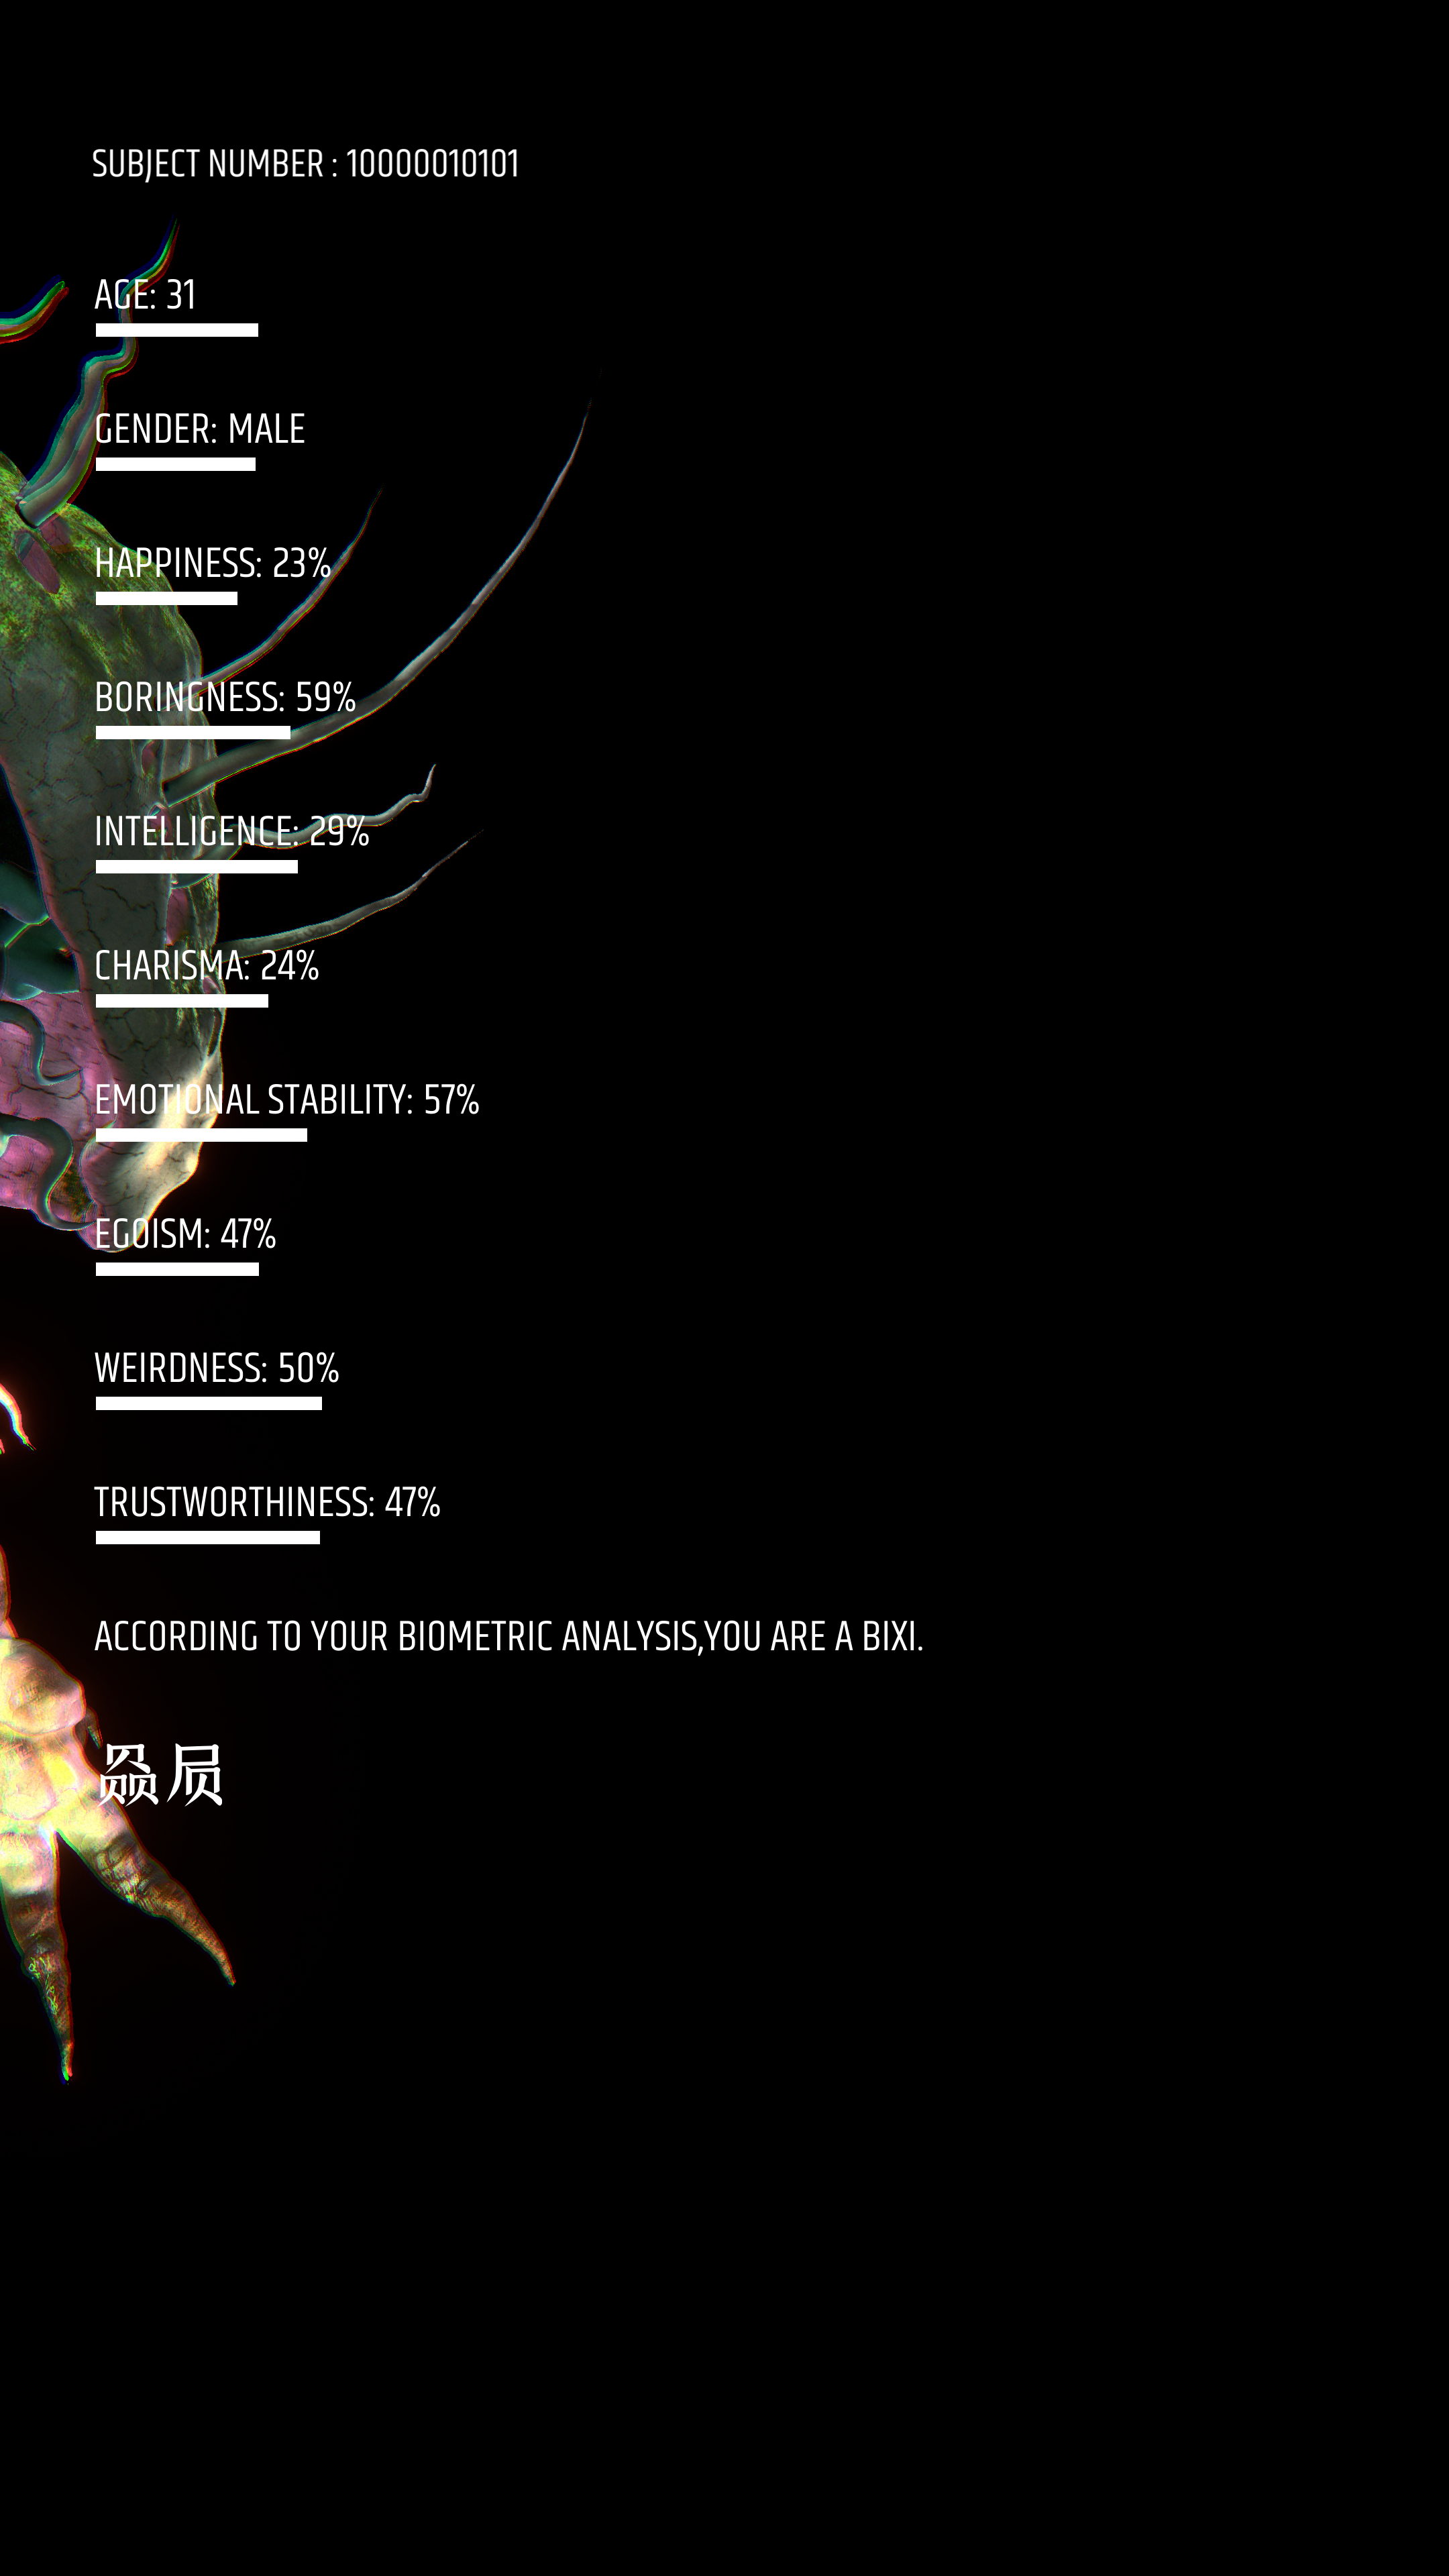 SUBJECT NUMBER : 10000010101
AGE: 31
GENDER: MALE
HAPPINESS: 23%
BORINGNESS: 59%
INTELLIGENCE: 29%
CHARISMA: 24%
EMOTIONAL STABILITY: 57%
EGOISM: 47%
WEIRDNESS: 50%
TRUSTWORTHINESS: 47%
ACCORDING TO YOUR BIOMETRIC ANALYSIS,YOU ARE A BIXI.
赑屃